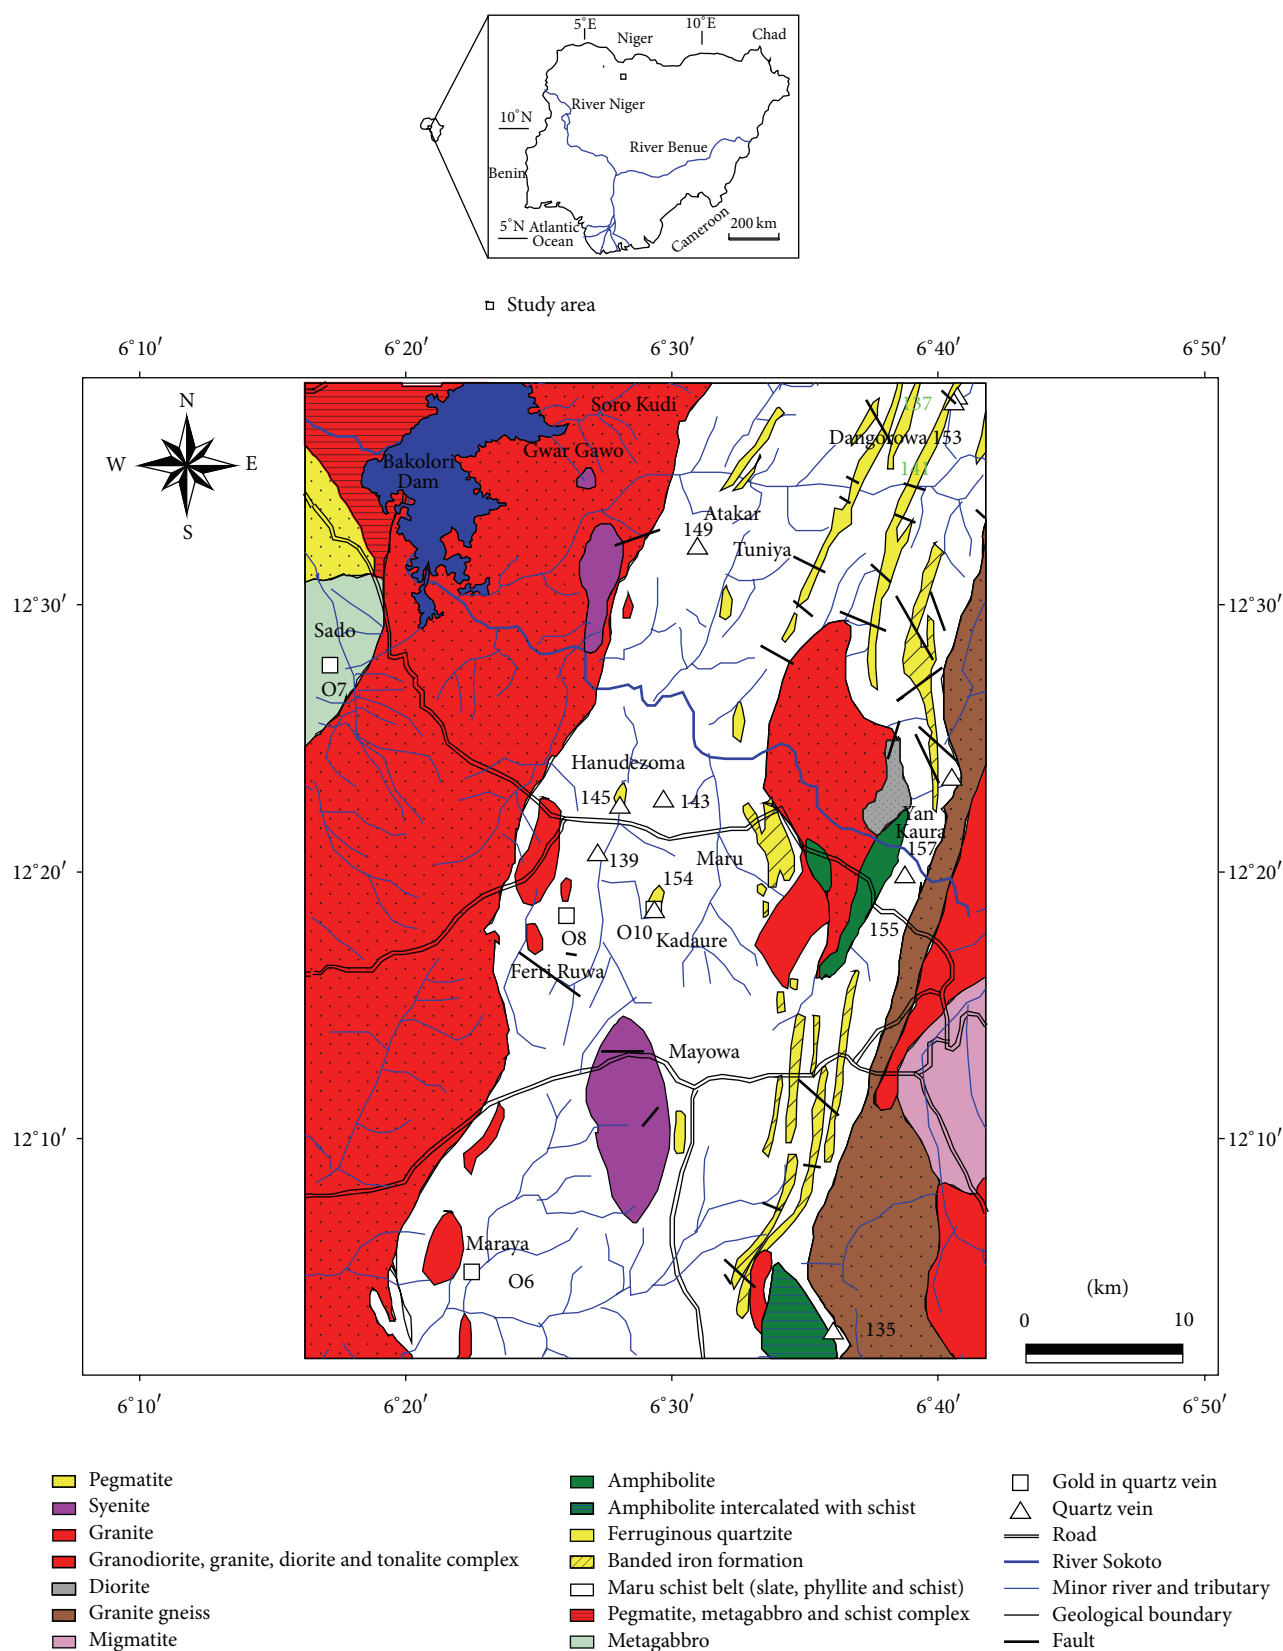 5°E
10°E
Niger
Chad
River Niger
10°N
River Benue
Benin
5°N
Atlantic
Ocean
Cameroon
200 km
Study area
6°10′
6°20′
6°30′
6°40′
6°50′
N
W
E
S
Soro Kudi
137
Gwar Gawo
Dangorowa 153
Bakolori
Dam
141
Atakar
149
Tuniya
12°30′
12°30′
Sado
O7
Hanudezoma
145
143
Yan
Kaura
157
139
Maru
154
12°20′
12°20′
O8
O10
Kadaure
155
Ferri Ruwa
Mayowa
12°10′
12°10′
Maraya
O6
135
(km)
0
10
6°10′
6°20′
6°30′
6°40′
6°50′
Pegmatite
Syenite
Granite
Granodiorite, granite, diorite and tonalite complex
Diorite
Granite gneiss
Migmatite
Amphibolite
Amphibolite intercalated with schist
Ferruginous quartzite
Banded iron formation
Maru schist belt (slate, phyllite and schist)
Pegmatite, metagabbro and schist complex
Metagabbro
Gold in quartz vein
Quartz vein
Road
River Sokoto
Minor river and tributary
Geological boundary
Fault